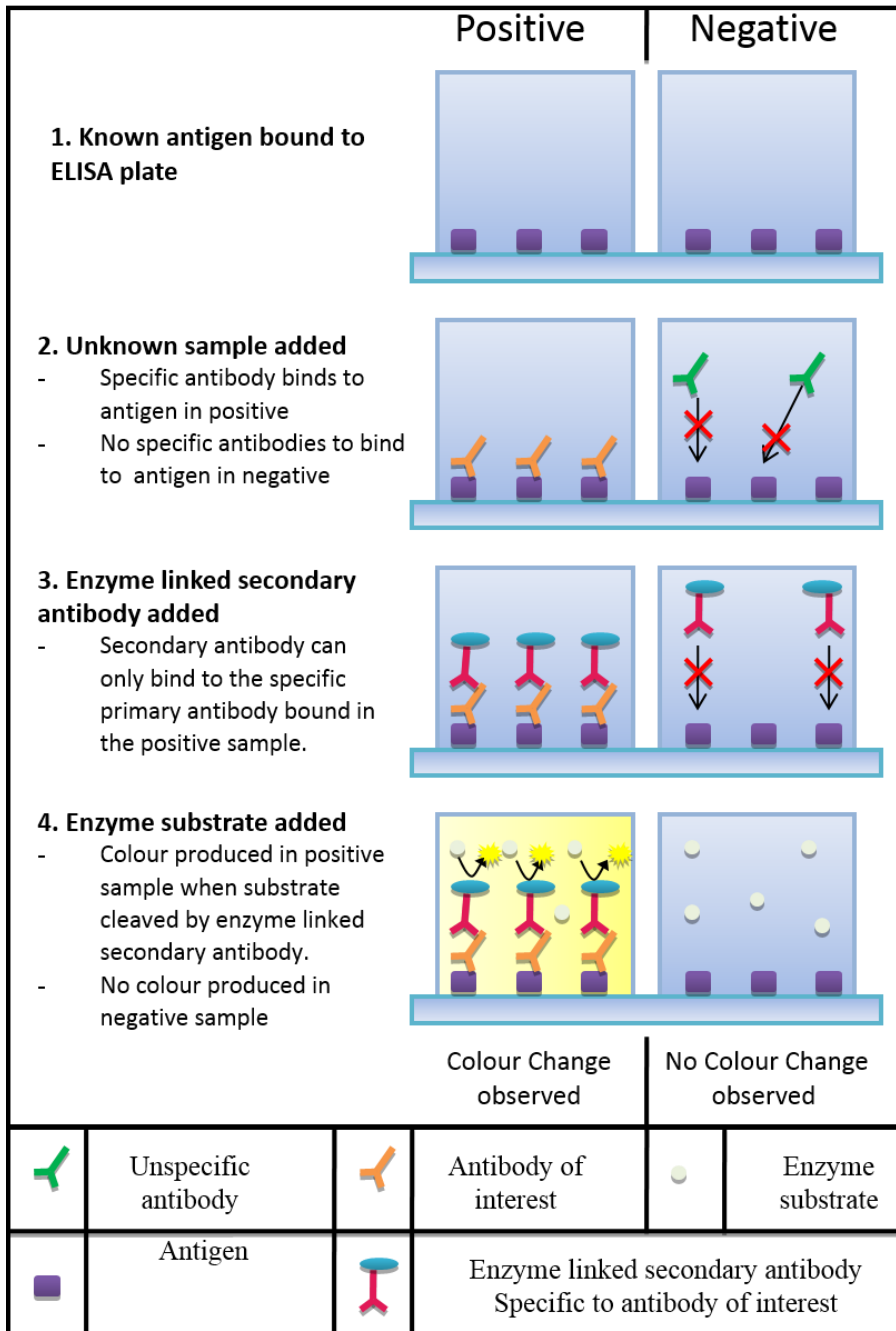 Positive
Negative
1. Known antigen bound to
ELISA plate
2. Unknown sample added
- Specific antibody binds to
antigen in positive
- No specific antibodies to bind
to antigen in negative
3. Enzyme linked secondary
antibody added
- Secondary antibody can
only bind to the specific
primary antibody bound in
the positive sample.
4. Enzyme substrate added
- Colour produced in positive
sample when substrate
cleaved by enzyme linked
secondary antibody.
- No colour produced in
negative sample
Colour Change
observed
No Colour Change
observed
Unspecific
antibody
Antibody of
interest
Enzyme
substrate
Antigen
Enzyme linked secondary antibody
Specific to antibody of interest